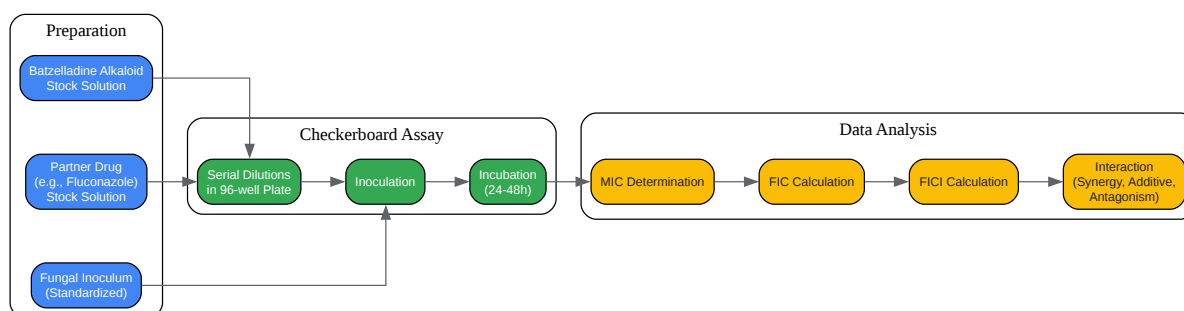 Preparation
Batzelladine Alkaloid
Stock Solution
Partner Drug
(e.g., Fluconazole)
Stock Solution
Fungal Inoculum
(Standardized)
Checkerboard Assay
Serial Dilutions
in 96-well Plate
Inoculation
Incubation
(24-48h)
Data Analysis
MIC Determination
FIC Calculation
FICI Calculation
Interaction
(Synergy, Additive,
Antagonism)